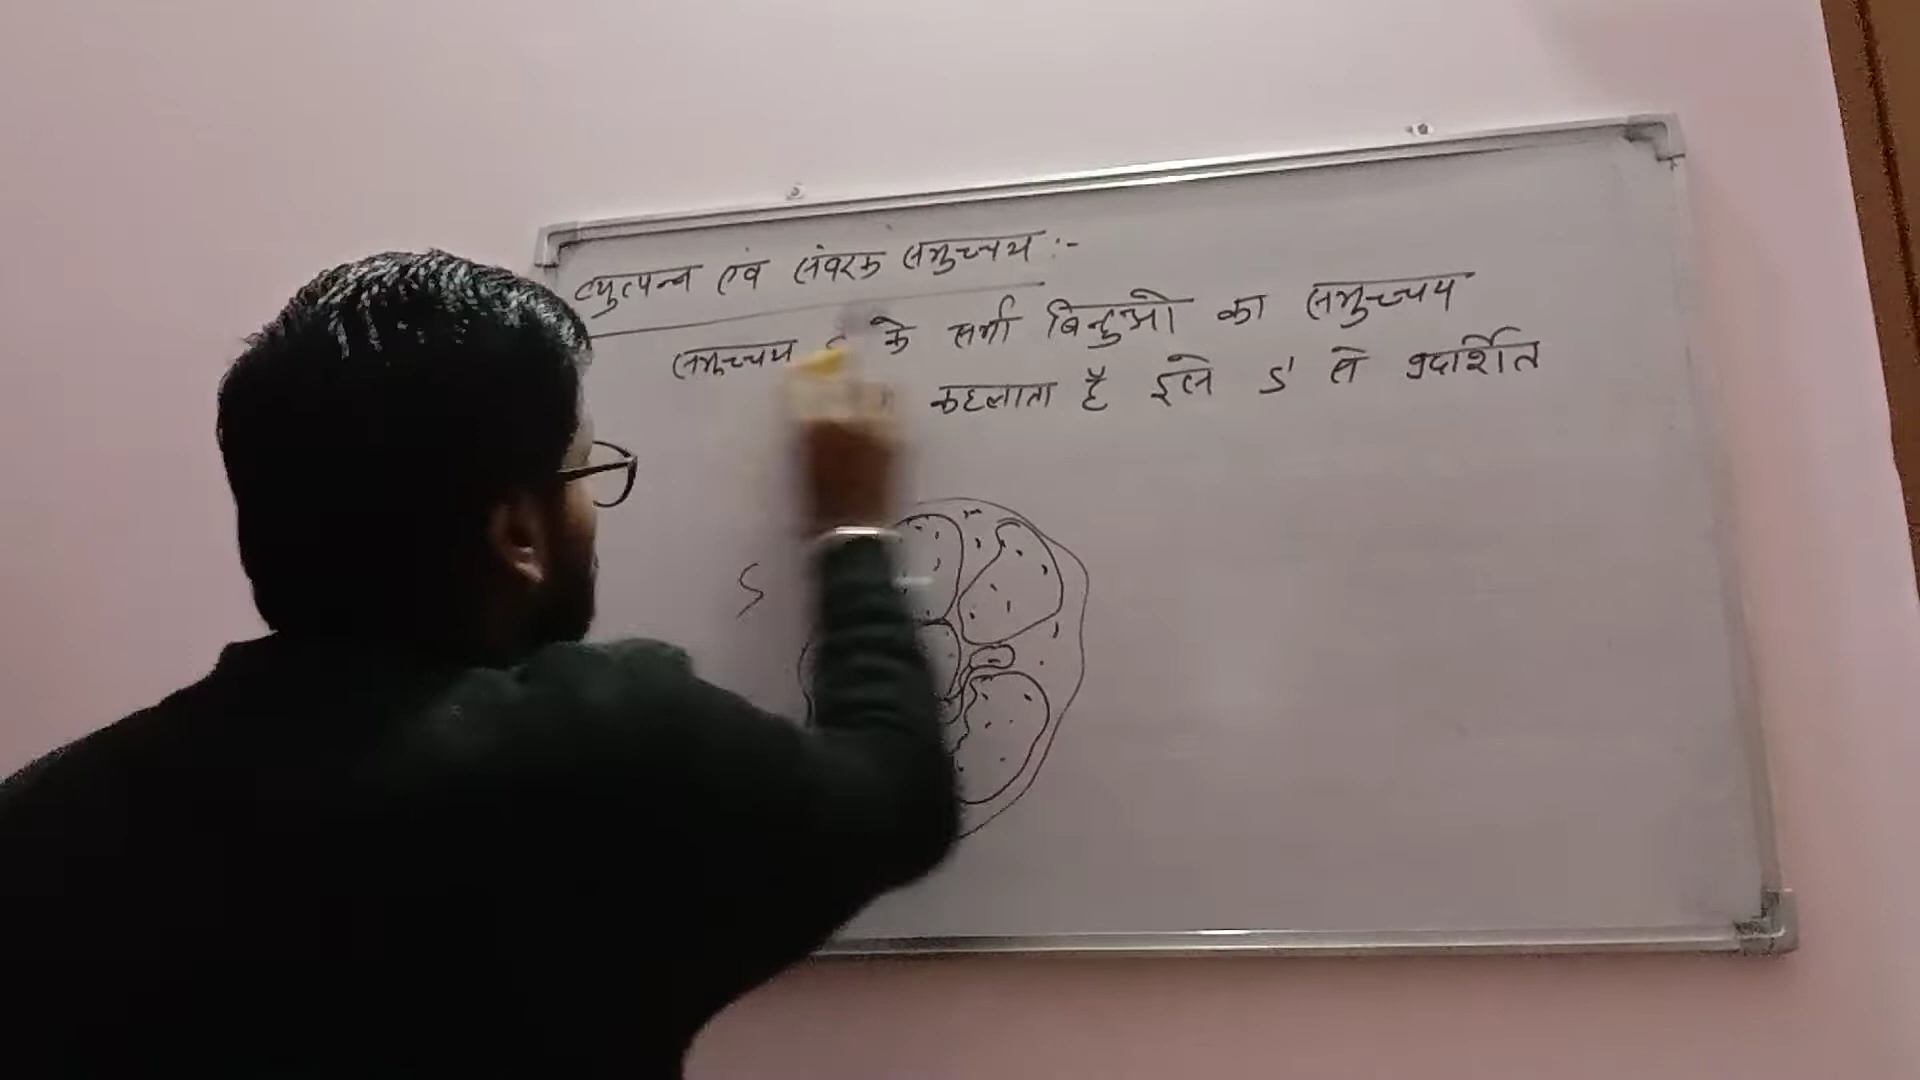 व्युत्पन्न एवं संवरक समुच्चय :-
समुच्चय के सभी बिन्दुओ का समुच्चय
कहलाता है इसे S' से प्रदर्शित
S